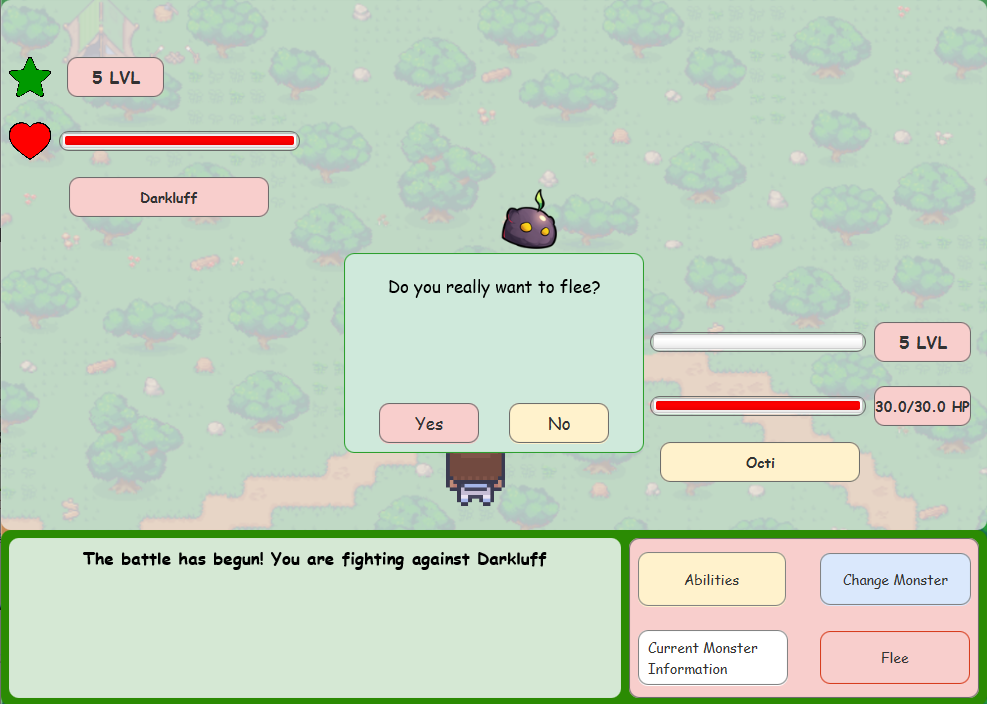 5 LVL
Darkluff
Do you really want to flee?
Yes
No
5 LVL
30.0/30.0 HP
Octi
The battle has begun! You are fighting against Darkluff
Abilities
Change Monster
Current Monster
Information
Flee